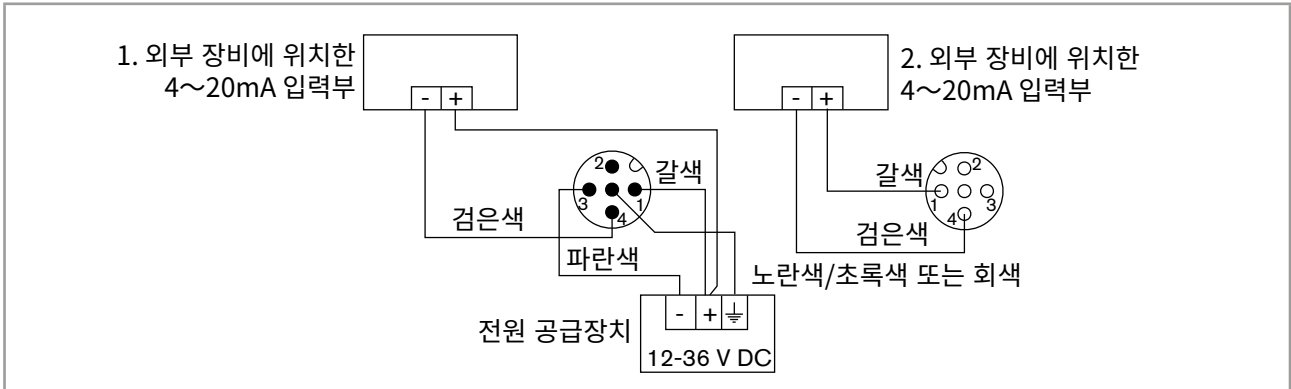 1. 외부 장비에 위치한
4~20mA 입력부
- +
2. 외부 장비에 위치한
4~20mA 입력부
- +
2
3
1
4
갈색
검은색
파란색
갈색
2
1
3
4
검은색
노란색/초록색 또는 회색
전원 공급장치
- +
12-36 V DC